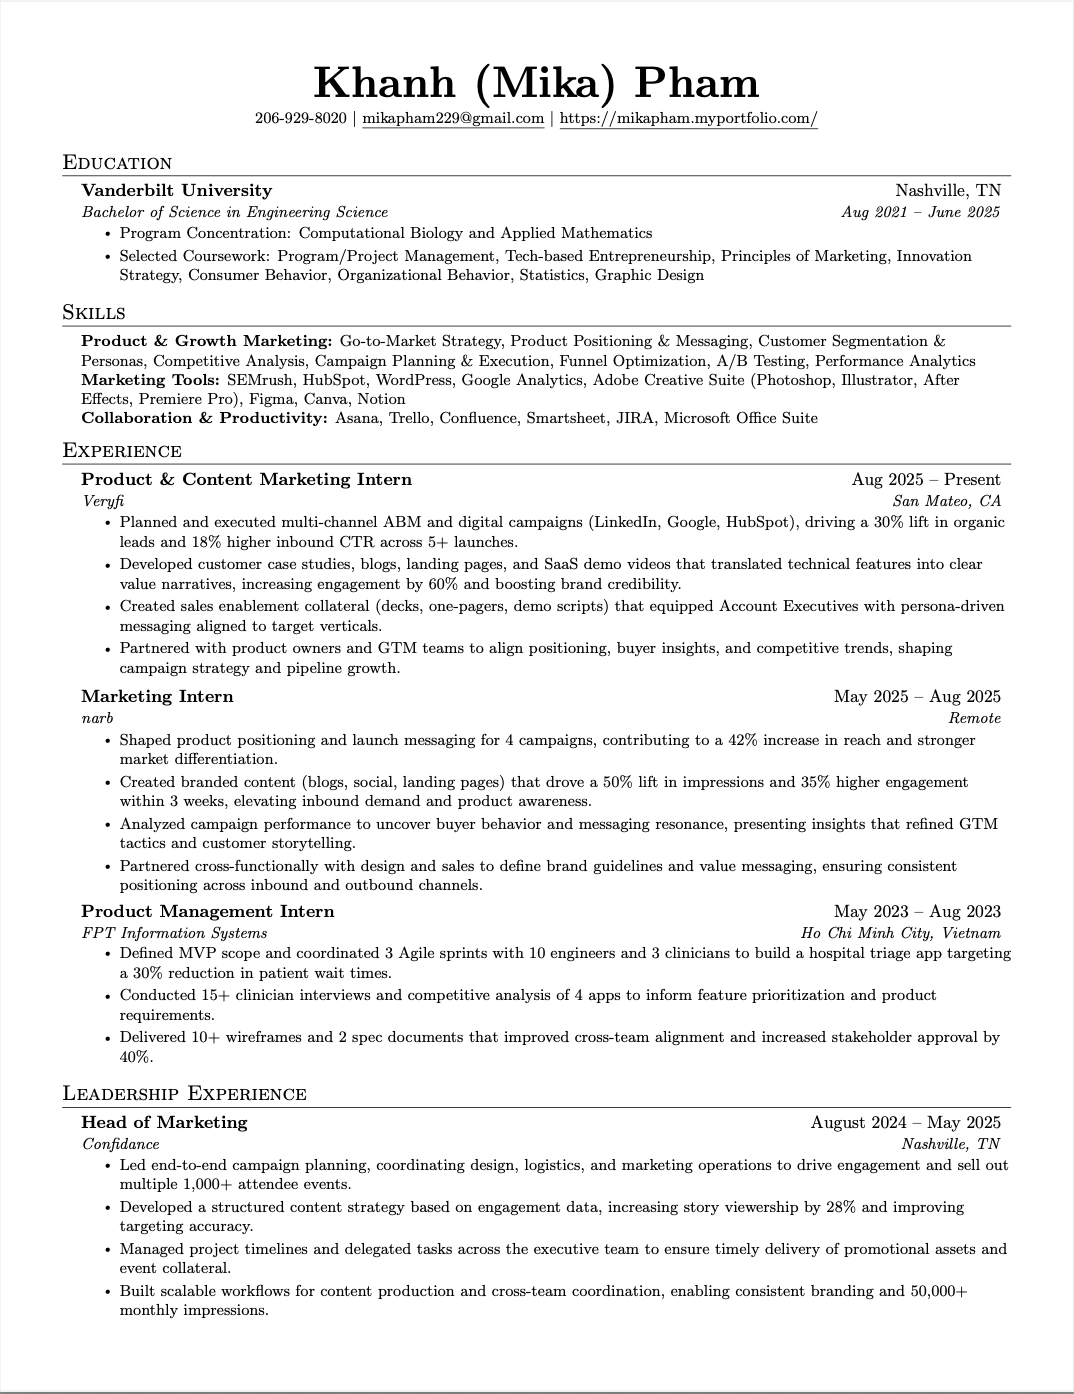 Khanh (Mika) Pham
206-929-8020 | mikapham229@gmail.com | https://mikapham.myportfolio.com/
Education
Vanderbilt University Nashville, TN
Bachelor of Science in Engineering Science Aug 2021 – June 2025
• Program Concentration: Computational Biology and Applied Mathematics
• Selected Coursework: Program/Project Management, Tech-based Entrepreneurship, Principles of Marketing, Innovation
Strategy, Consumer Behavior, Organizational Behavior, Statistics, Graphic Design
Skills
Product & Growth Marketing: Go-to-Market Strategy, Product Positioning & Messaging, Customer Segmentation &
Personas, Competitive Analysis, Campaign Planning & Execution, Funnel Optimization, A/B Testing, Performance Analytics
Marketing Tools: SEMrush, HubSpot, WordPress, Google Analytics, Adobe Creative Suite (Photoshop, Illustrator, After
Effects, Premiere Pro), Figma, Canva, Notion
Collaboration & Productivity: Asana, Trello, Confluence, Smartsheet, JIRA, Microsoft Office Suite
Experience
Product & Content Marketing Intern Aug 2025 – Present
Veryfi San Mateo, CA
• Planned and executed multi-channel ABM and digital campaigns (LinkedIn, Google, HubSpot), driving a 30% lift in organic
leads and 18% higher inbound CTR across 5+ launches.
• Developed customer case studies, blogs, landing pages, and SaaS demo videos that translated technical features into clear
value narratives, increasing engagement by 60% and boosting brand credibility.
• Created sales enablement collateral (decks, one-pagers, demo scripts) that equipped Account Executives with persona-driven
messaging aligned to target verticals.
• Partnered with product owners and GTM teams to align positioning, buyer insights, and competitive trends, shaping
campaign strategy and pipeline growth.
Marketing Intern May 2025 – Aug 2025
narb Remote
• Shaped product positioning and launch messaging for 4 campaigns, contributing to a 42% increase in reach and stronger
market differentiation.
• Created branded content (blogs, social, landing pages) that drove a 50% lift in impressions and 35% higher engagement
within 3 weeks, elevating inbound demand and product awareness.
• Analyzed campaign performance to uncover buyer behavior and messaging resonance, presenting insights that refined GTM
tactics and customer storytelling.
• Partnered cross-functionally with design and sales to define brand guidelines and value messaging, ensuring consistent
positioning across inbound and outbound channels.
Product Management Intern May 2023 – Aug 2023
FPT Information Systems Ho Chi Minh City, Vietnam
• Defined MVP scope and coordinated 3 Agile sprints with 10 engineers and 3 clinicians to build a hospital triage app targeting
a 30% reduction in patient wait times.
• Conducted 15+ clinician interviews and competitive analysis of 4 apps to inform feature prioritization and product
requirements.
• Delivered 10+ wireframes and 2 spec documents that improved cross-team alignment and increased stakeholder approval by
40%.
Leadership Experience
Head of Marketing August 2024 – May 2025
Confidance Nashville, TN
• Led end-to-end campaign planning, coordinating design, logistics, and marketing operations to drive engagement and sell out
multiple 1,000+ attendee events.
• Developed a structured content strategy based on engagement data, increasing story viewership by 28% and improving
targeting accuracy.
• Managed project timelines and delegated tasks across the executive team to ensure timely delivery of promotional assets and
event collateral.
• Built scalable workflows for content production and cross-team coordination, enabling consistent branding and 50,000+
monthly impressions.